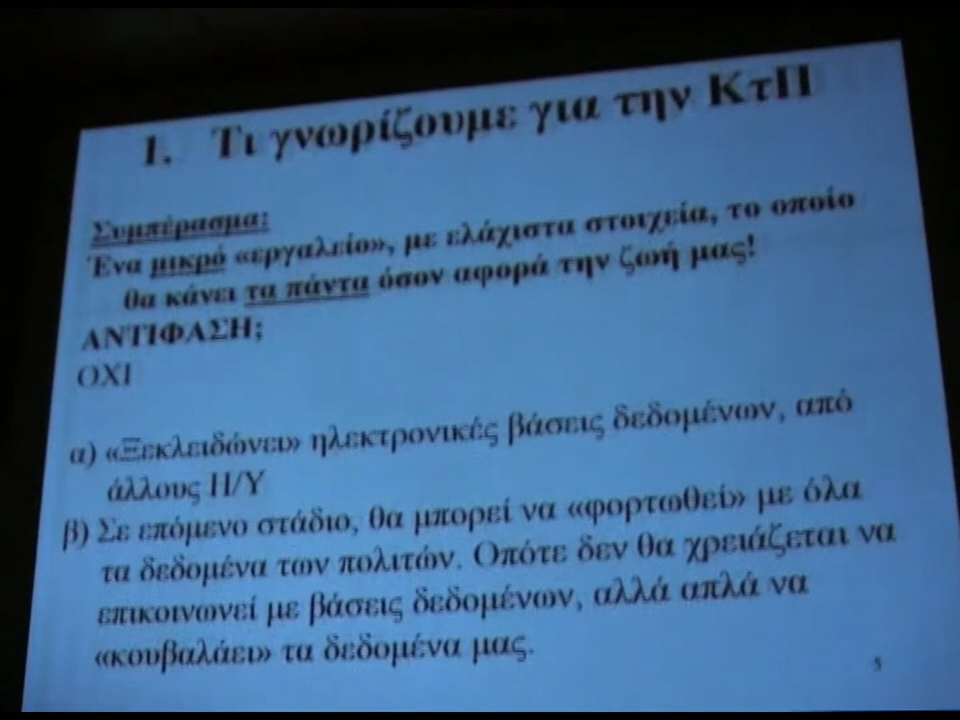 1. Τι γνωρίζουμε για την ΚτΠ
Συμπέρασμα:
Ένα μικρό «εργαλείο», με ελάχιστα στοιχεία, το οποίο
θα κάνει τα πάντα όσον αφορά την ζωή μας!
ΑΝΤΙΦΑΣΗ;
ΟΧΙ
α) «Ξεκλειδώνει» ηλεκτρονικές βάσεις δεδομένων, από
άλλους Η/Υ
β) Σε επόμενο στάδιο, θα μπορεί να «φορτωθεί» με όλα
τα δεδομένα των πολιτών. Οπότε δεν θα χρειάζεται να
επικοινωνεί με βάσεις δεδομένων, αλλά απλά να
«κουβαλάει» τα δεδομένα μας.
5